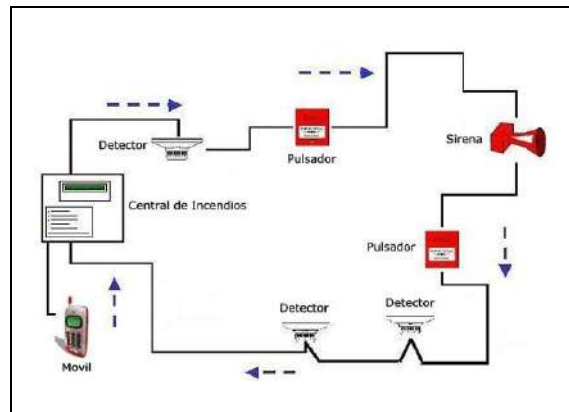 Detector
Pulsador
Sirena
Central de Incendios
Pulsador
Detector
Detector
Movil